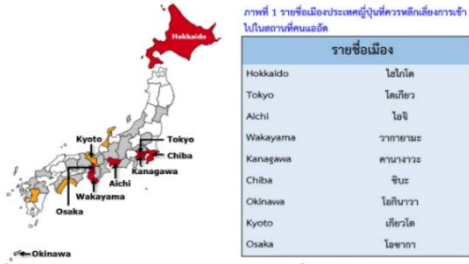 ภาพที่ 1 รายชื่อเมืองประเทศญี่ปุ่นที่ควรหลีกเลี่ยงการเข้า
ไปในสถานที่คนแออัด
รายชื่อเมือง
Hokkaido ไฮไกโด
Tokyo โตเกียว
Aichi ไอจิ
Wakayama วากายามะ
Kanagawa คานางาวะ
Chiba ชิบะ
Okinawa โอกินาวา
Kyoto เกียวโต
Osaka โอซากา
Hokkaido
Kyoto
Tokyo
Chiba
Kanagawa
Aichi
Wakayama
Osaka
Okinawa